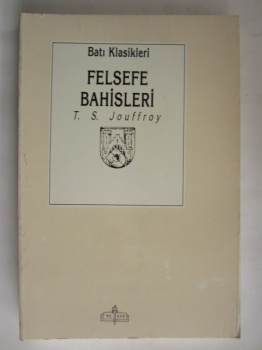 Batı Klasikleri
FELSEFE
BAHİSLERİ
T. S. Jouffroy